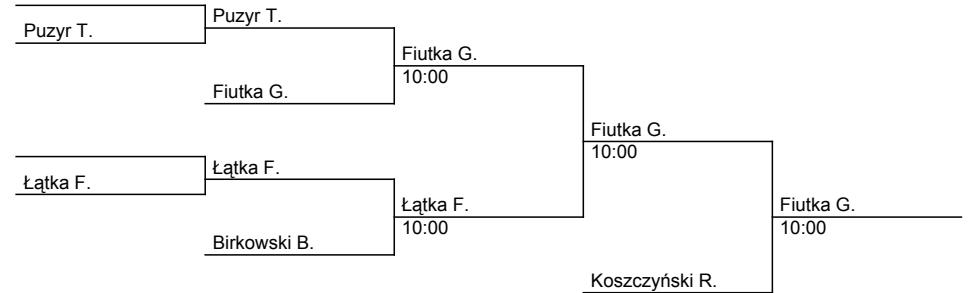 Puzyr T.
Puzyr T.
Fiutka G.
10:00
Fiutka G.
Fiutka G.
10:00
Łątka F.
Łątka F.
Łątka F.
10:00
Birkowski B.
Fiutka G.
10:00
Koszczyński R.